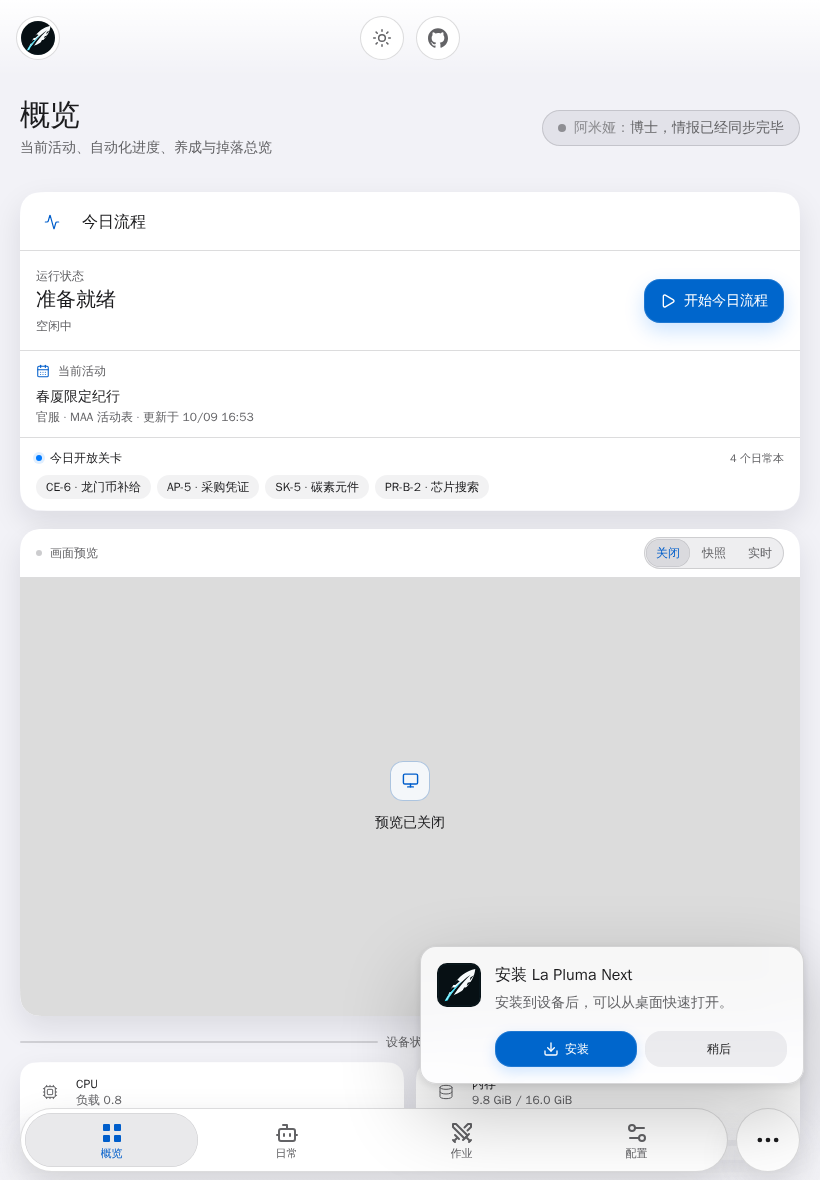 概览
当前活动、自动化进度、养成与掉落总览
阿米娅：博士，情报已经同步完毕
今日流程
运行状态
准备就绪
空闲中
开始今日流程
当前活动
春厦限定纪行
官服 · MAA 活动表 · 更新于 10/09 16:53
今日开放关卡
4 个日常本
CE-6 · 龙门币补给
AP-5 · 采购凭证
SK-5 · 碳素元件
PR-B-2 · 芯片搜索
画面预览
关闭
快照
实时
预览已关闭
安装 La Pluma Next
安装到设备后，可以从桌面快速打开。
安装
稍后
设备状
CPU
负载 0.8
内存
9.8 GiB / 16.0 GiB
概览
日常
作业
配置